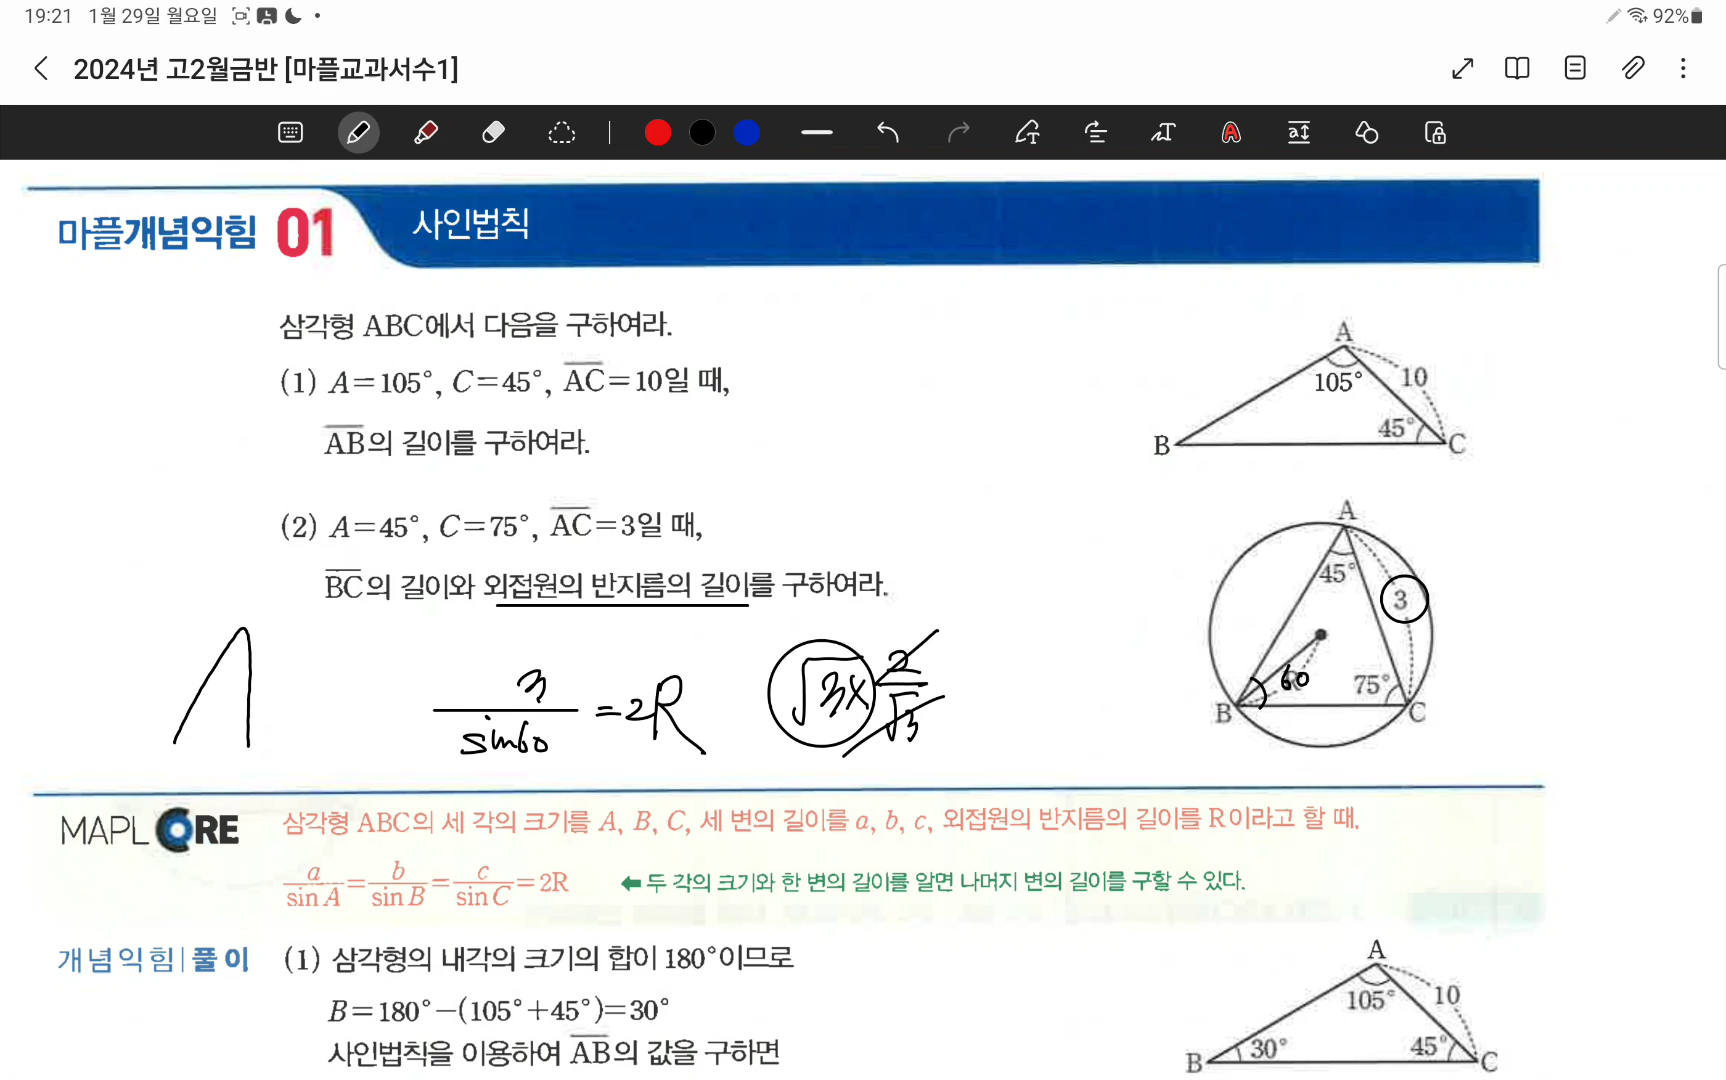 19:21 1월 29일 월요일 92%
2024년 고2월금반 [마플교과서수1]
마플개념익힘 01 사인법칙
삼각형 ABC에서 다음을 구하여라.
(1) A=105°, C=45°, AC=10일 때,
AB의 길이를 구하여라.
A
105° 10
45°
B C
(2) A=45°, C=75°, AC=3일 때,
BC의 길이와 외접원의 반지름의 길이를 구하여라.
A
45°
3
60 75°
B C
3/sin60 =2R √3× 2/√3
MAPL CORE 삼각형 ABC의 세 각의 크기를 A, B, C, 세 변의 길이를 a, b, c, 외접원의 반지름의 길이를 R이라고 할 때,
a/sin A = b/sin B = c/sin C = 2R ⬅ 두 각의 크기와 한 변의 길이를 알면 나머지 변의 길이를 구할 수 있다.
개념익힘|풀이 (1) 삼각형의 내각의 크기의 합이 180°이므로
B=180°-(105°+45°)=30°
사인법칙을 이용하여 AB의 값을 구하면
A
105° 10
30° 45°
B C